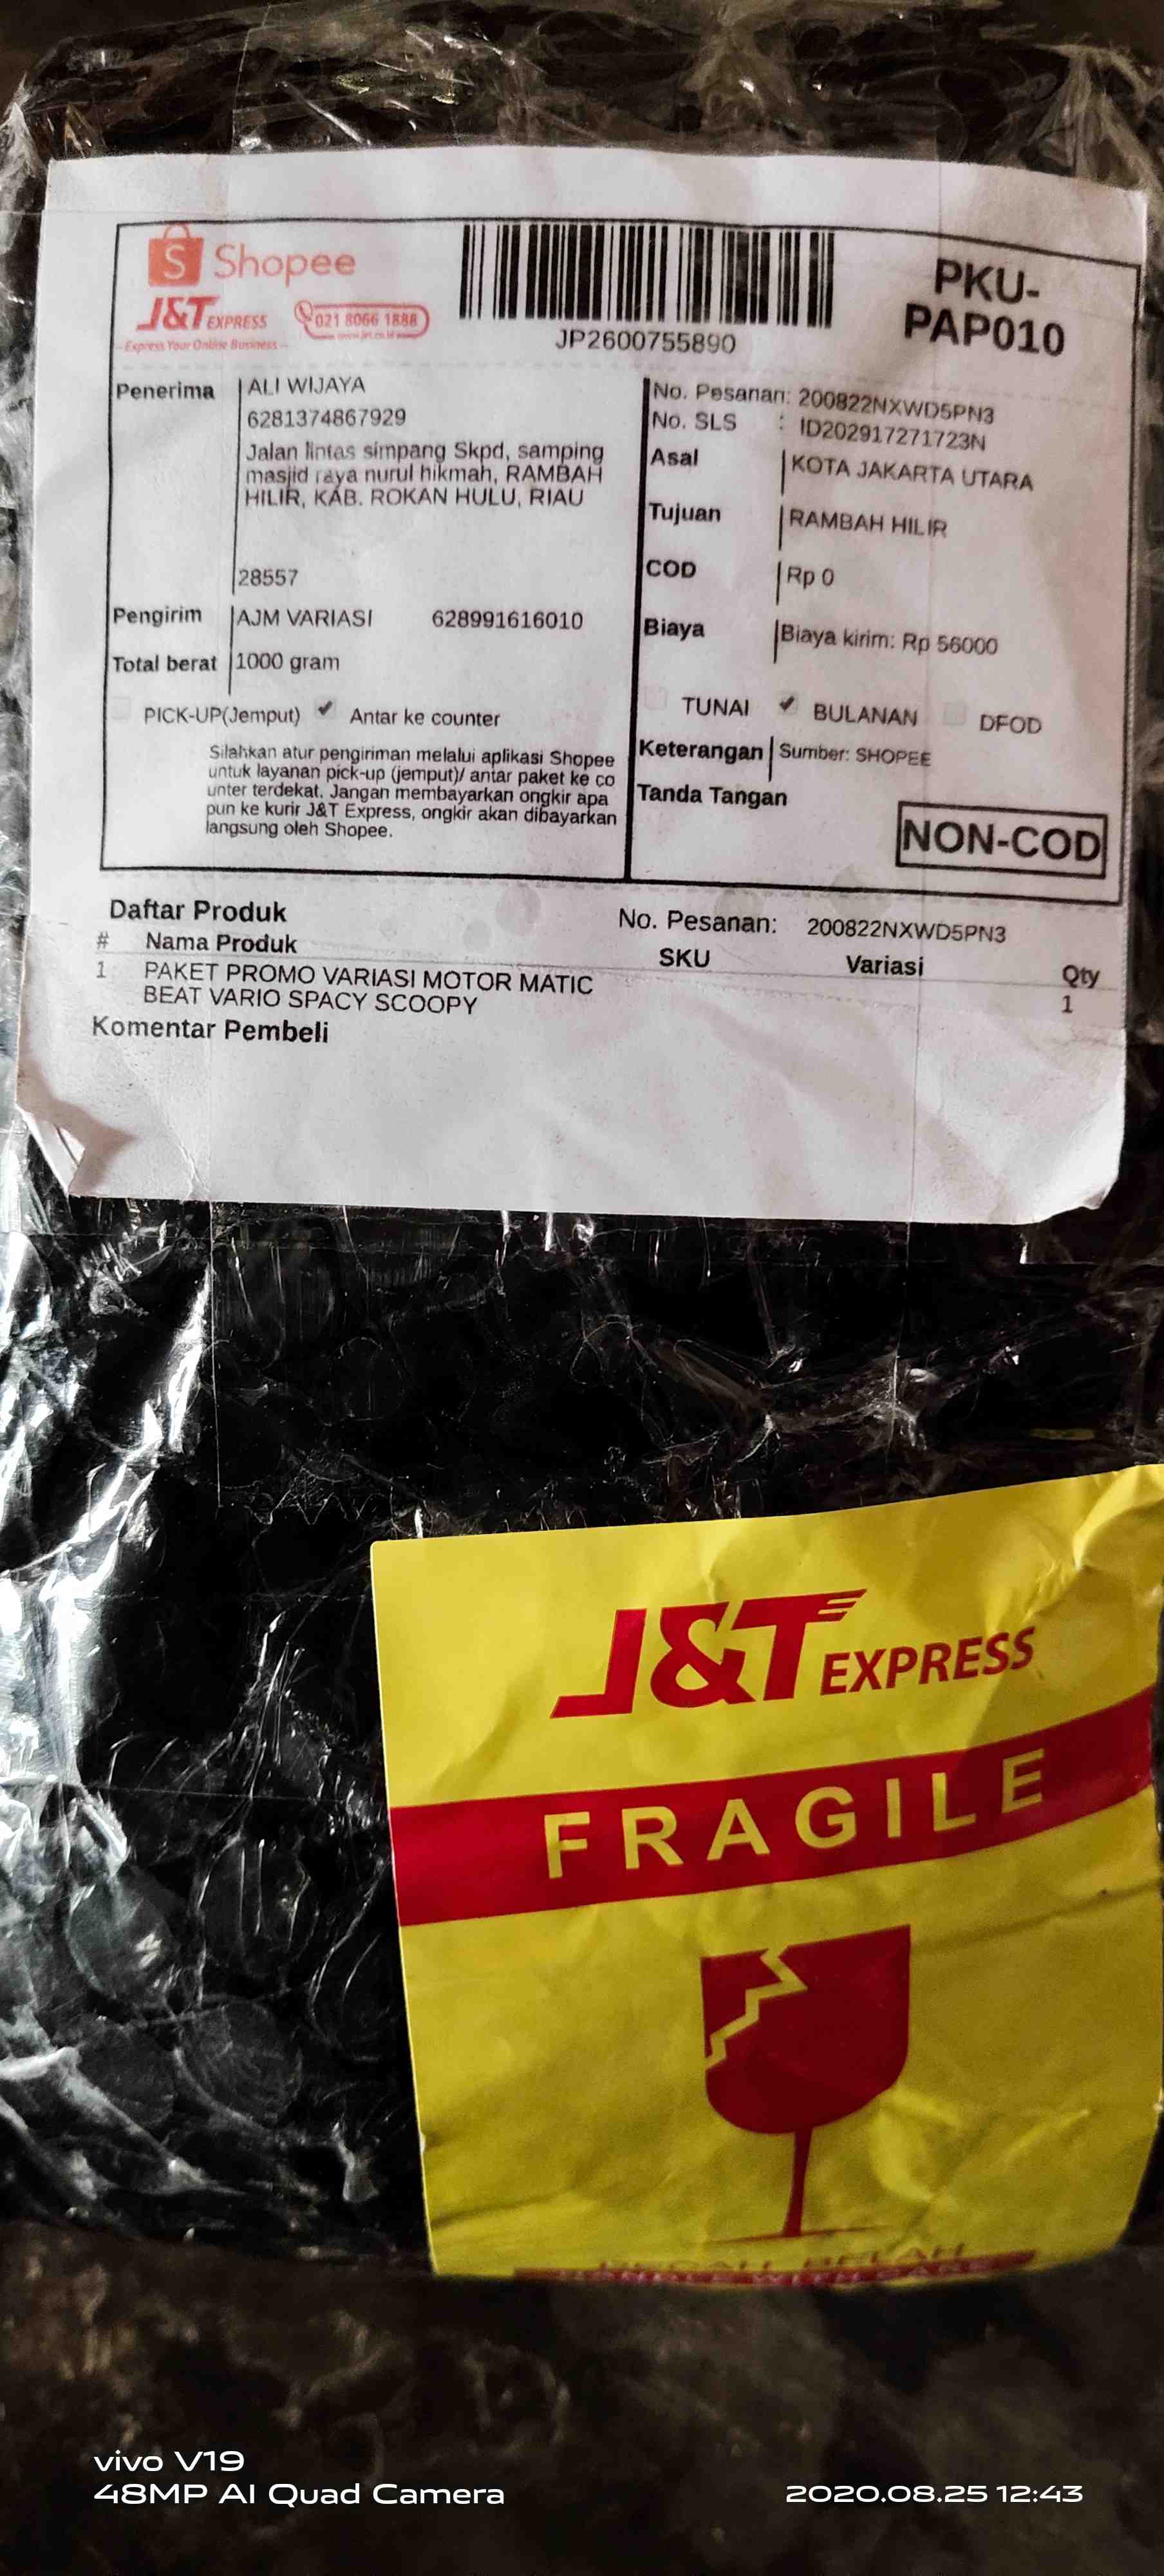 Shopee
J&T EXPRESS 021 8066 1888
Express Your Online Business
JP2600755890
PKU-
PAP010
Penerima ALI WIJAYA
6281374867929
Jalan lintas simpang Skpd, samping
masjid raya nurul hikmah, RAMBAH
HILIR, KAB. ROKAN HULU, RIAU
28557
Pengirim AJM VARIASI 628991616010
Total berat 1000 gram
PICK-UP(Jemput) ✔ Antar ke counter
Silahkan atur pengiriman melalui aplikasi Shopee
untuk layanan pick-up (jemput)/ antar paket ke co
unter terdekat. Jangan membayarkan ongkir apa
pun ke kurir J&T Express, ongkir akan dibayarkan
langsung oleh Shopee.
No. Pesanan: 200822NXWD5PN3
No. SLS : ID202917271723N
Asal KOTA JAKARTA UTARA
Tujuan RAMBAH HILIR
COD Rp 0
Biaya Biaya kirim: Rp 56000
TUNAI ✔ BULANAN DFOD
Keterangan Sumber: SHOPEE
Tanda Tangan
NON-COD
Daftar Produk No. Pesanan: 200822NXWD5PN3
# Nama Produk SKU Variasi Qty
1 PAKET PROMO VARIASI MOTOR MATIC 1
BEAT VARIO SPACY SCOOPY
Komentar Pembeli
J&T EXPRESS
FRAGILE
HANDLE WITH CARE
vivo V19
48MP AI Quad Camera
2020.08.25 12:43